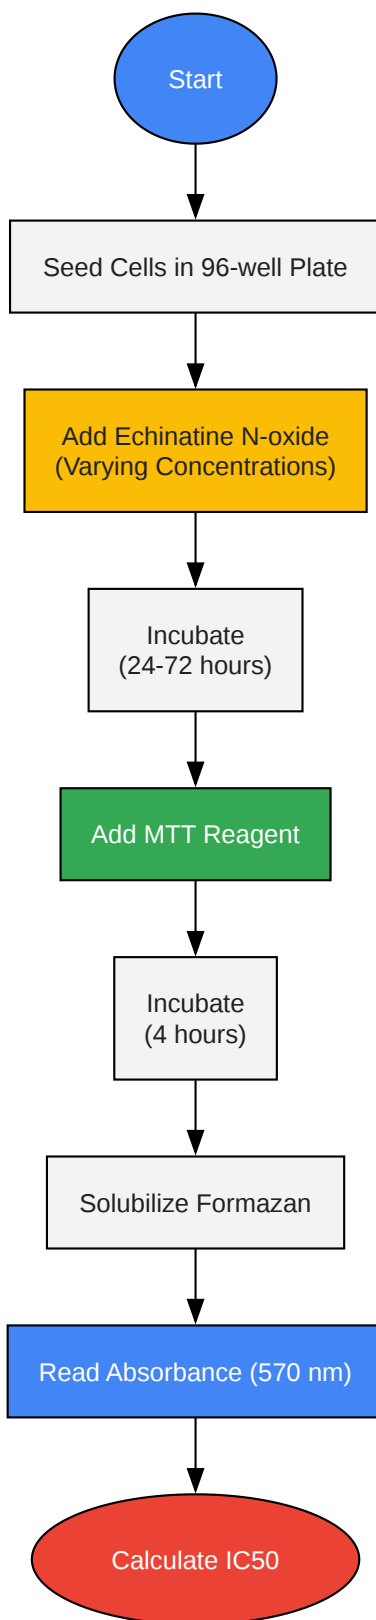 Start
Seed Cells in 96-well Plate
Add Echinatine N-oxide
(Varying Concentrations)
Incubate
(24-72 hours)
Add MTT Reagent
Incubate
(4 hours)
Solubilize Formazan
Read Absorbance (570 nm)
Calculate IC50